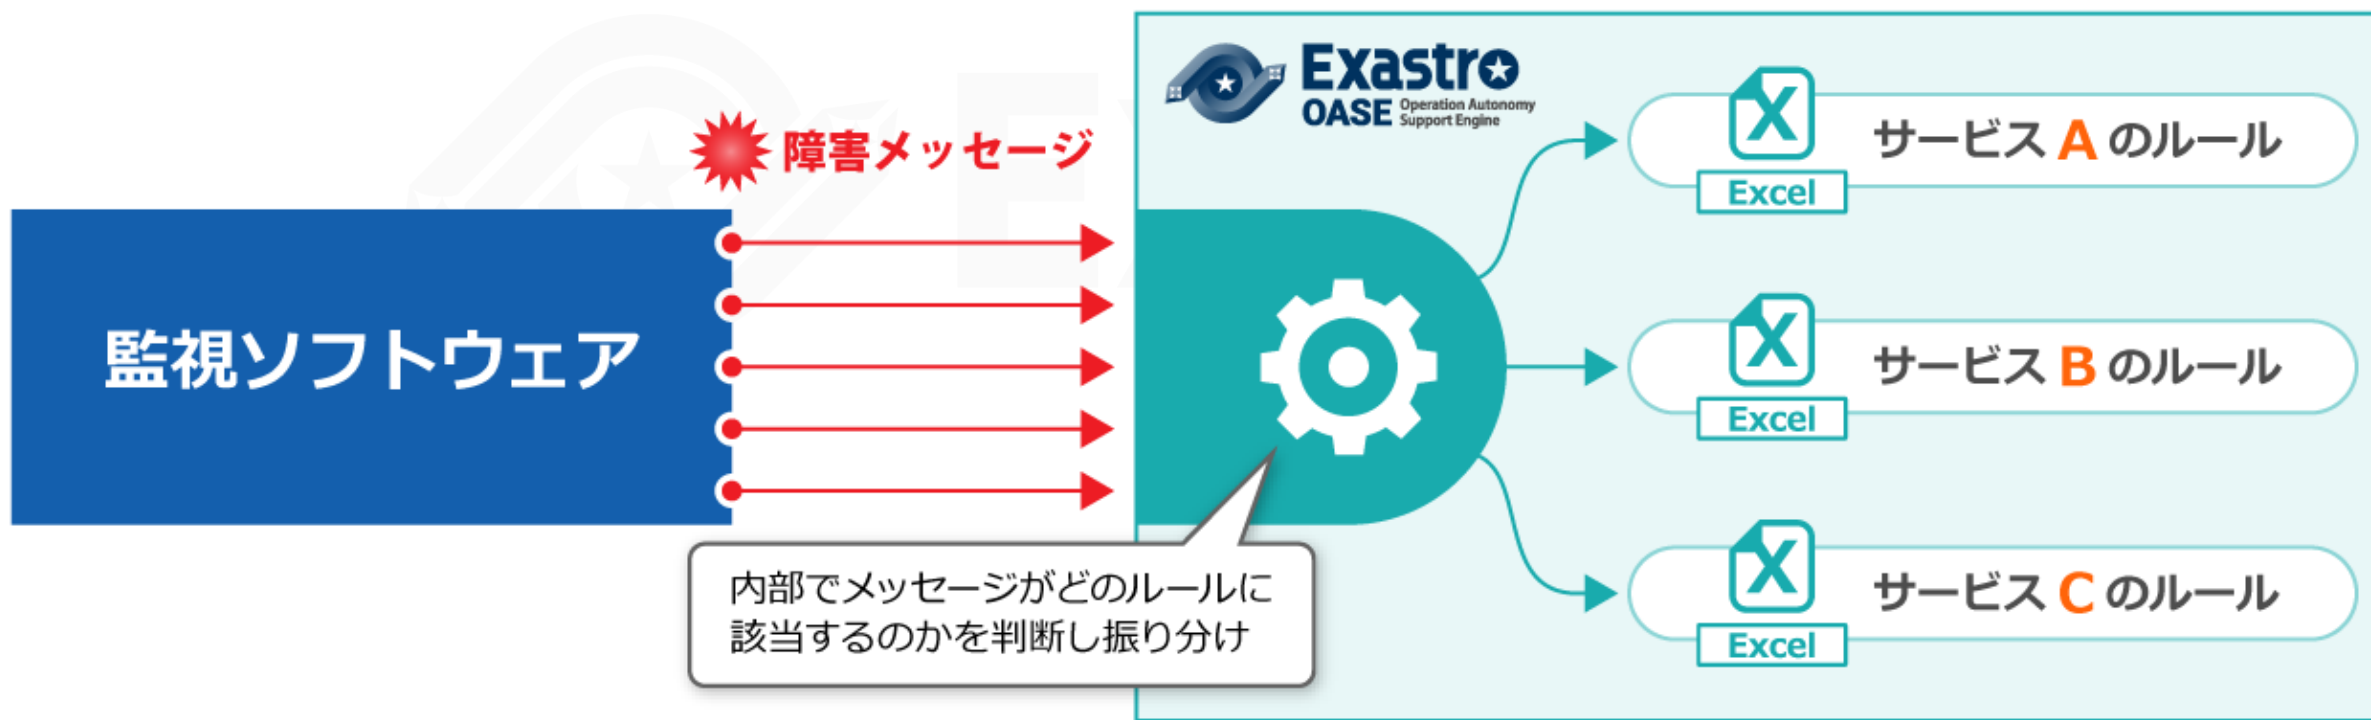 Exastro
OASE Operation Autonomy
Support Engine
障害メッセージ
監視ソフトウェア
内部でメッセージがどのルールに
該当するのかを判断し振り分け
サービス A のルール
Excel
サービス B のルール
Excel
サービス C のルール
Excel